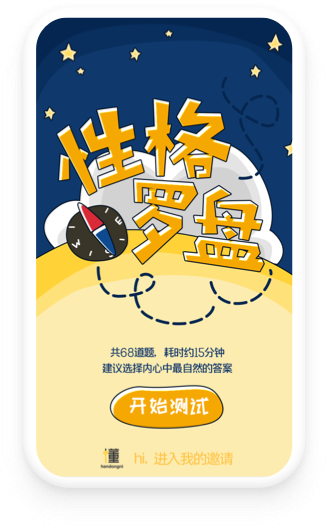 性格
罗盘
共68道题，耗时约15分钟
建议选择内心中最自然的答案
开始测试
懂
hi，进入我的邀请